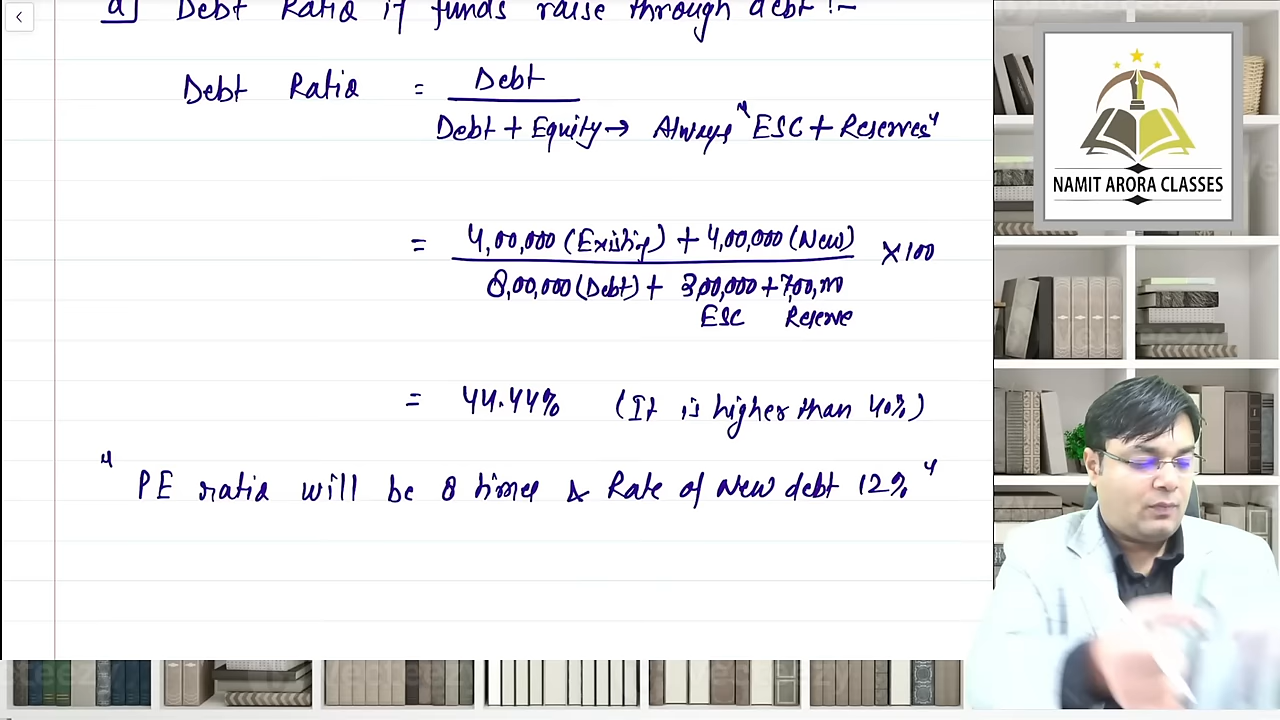 a] Debt Ratio if funds raise through debt :-
Debt Ratio = Debt
Debt + Equity → Always "ESC + Reserves"
= 4,00,000 (Existing) + 4,00,000 (New) × 100
8,00,000 (Debt) + 3,00,000 + 7,00,000
ESC Reserve
= 44.44% (It is higher than 40%)
" PE ratio will be 8 times & Rate of New debt 12% "
NAMIT ARORA CLASSES